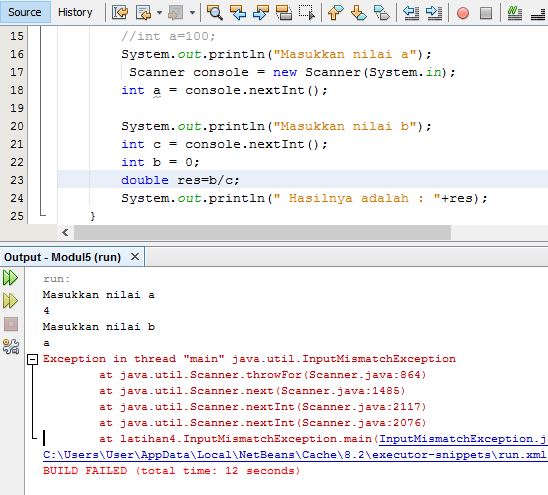 Source History
15 //int a=100;
16 System.out.println("Masukkan nilai a");
17 Scanner console = new Scanner(System.in);
18 int a = console.nextInt();
19
20 System.out.println("Masukkan nilai b");
21 int c = console.nextInt();
22 int b = 0;
23 double res=b/c;
24 System.out.println(" Hasilnya adalah : "+res);
25 }
Output - Modul5 (run)
run:
Masukkan nilai a
4
Masukkan nilai b
a
Exception in thread "main" java.util.InputMismatchException
at java.util.Scanner.throwFor(Scanner.java:864)
at java.util.Scanner.next(Scanner.java:1485)
at java.util.Scanner.nextInt(Scanner.java:2117)
at java.util.Scanner.nextInt(Scanner.java:2076)
at latihan4.InputMismatchException.main(InputMismatchException.j
C:\Users\User\AppData\Local\NetBeans\Cache\8.2\executor-snippets\run.xml
BUILD FAILED (total time: 12 seconds)